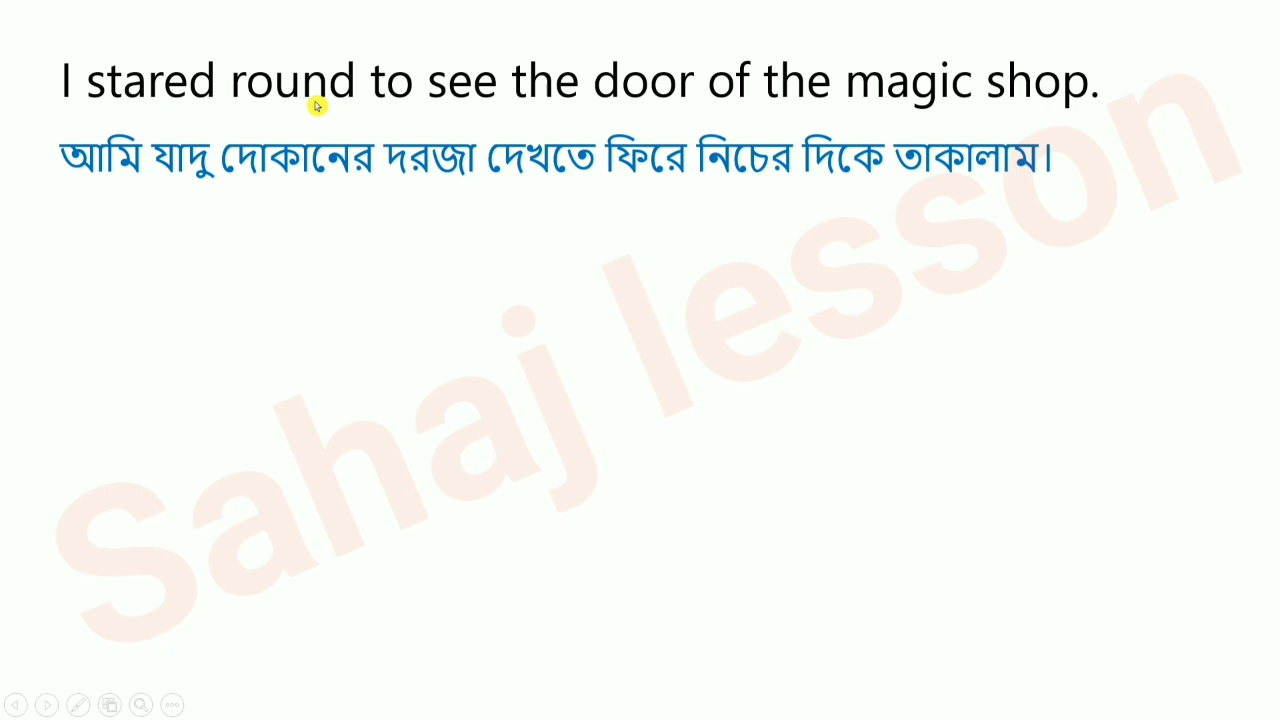 I stared round to see the door of the magic shop.
আমি যাদু দোকানের দরজা দেখতে ফিরে নিচের দিকে তাকালাম।
Sahaj lesson